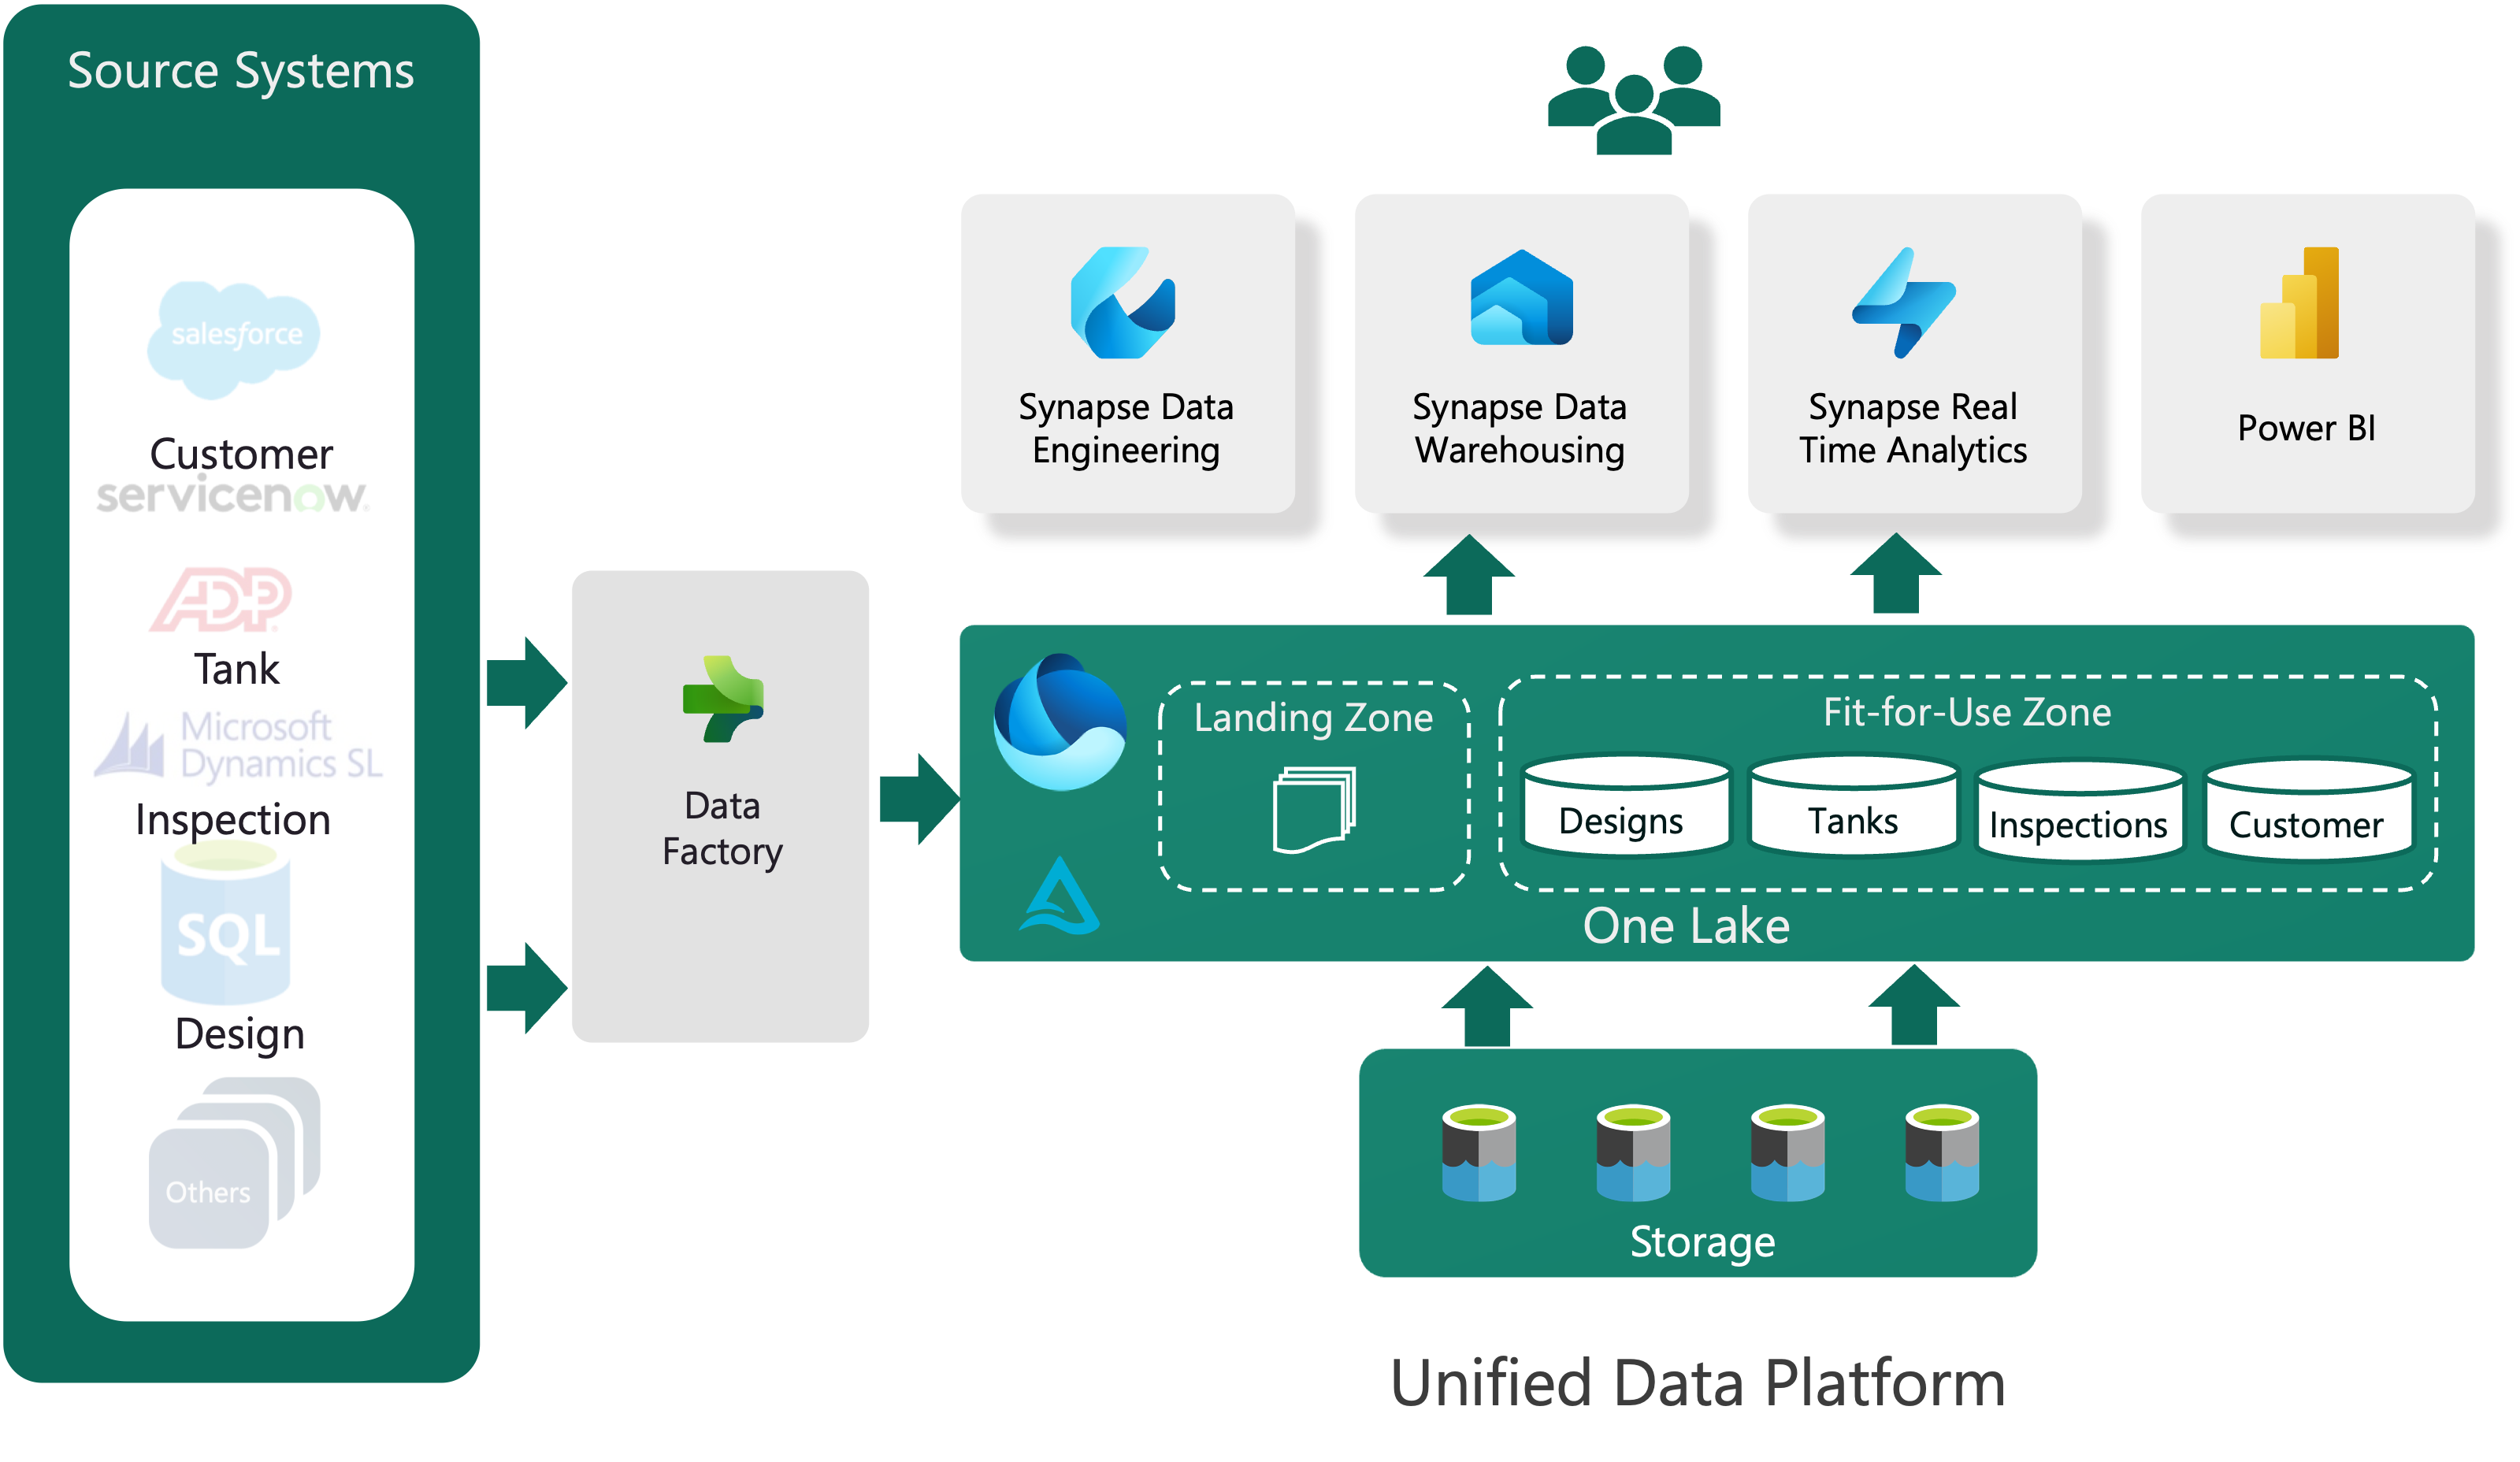 Source Systems
salesforce
Customer
servicenow
ADP
Tank
Microsoft
Dynamics SL
Inspection
SQL
Design
Others
Data
Factory
Synapse Data
Engineering
Synapse Data
Warehousing
Synapse Real
Time Analytics
Power BI
Landing Zone
Fit-for-Use Zone
Designs
Tanks
Inspections
Customer
One Lake
Storage
Unified Data Platform